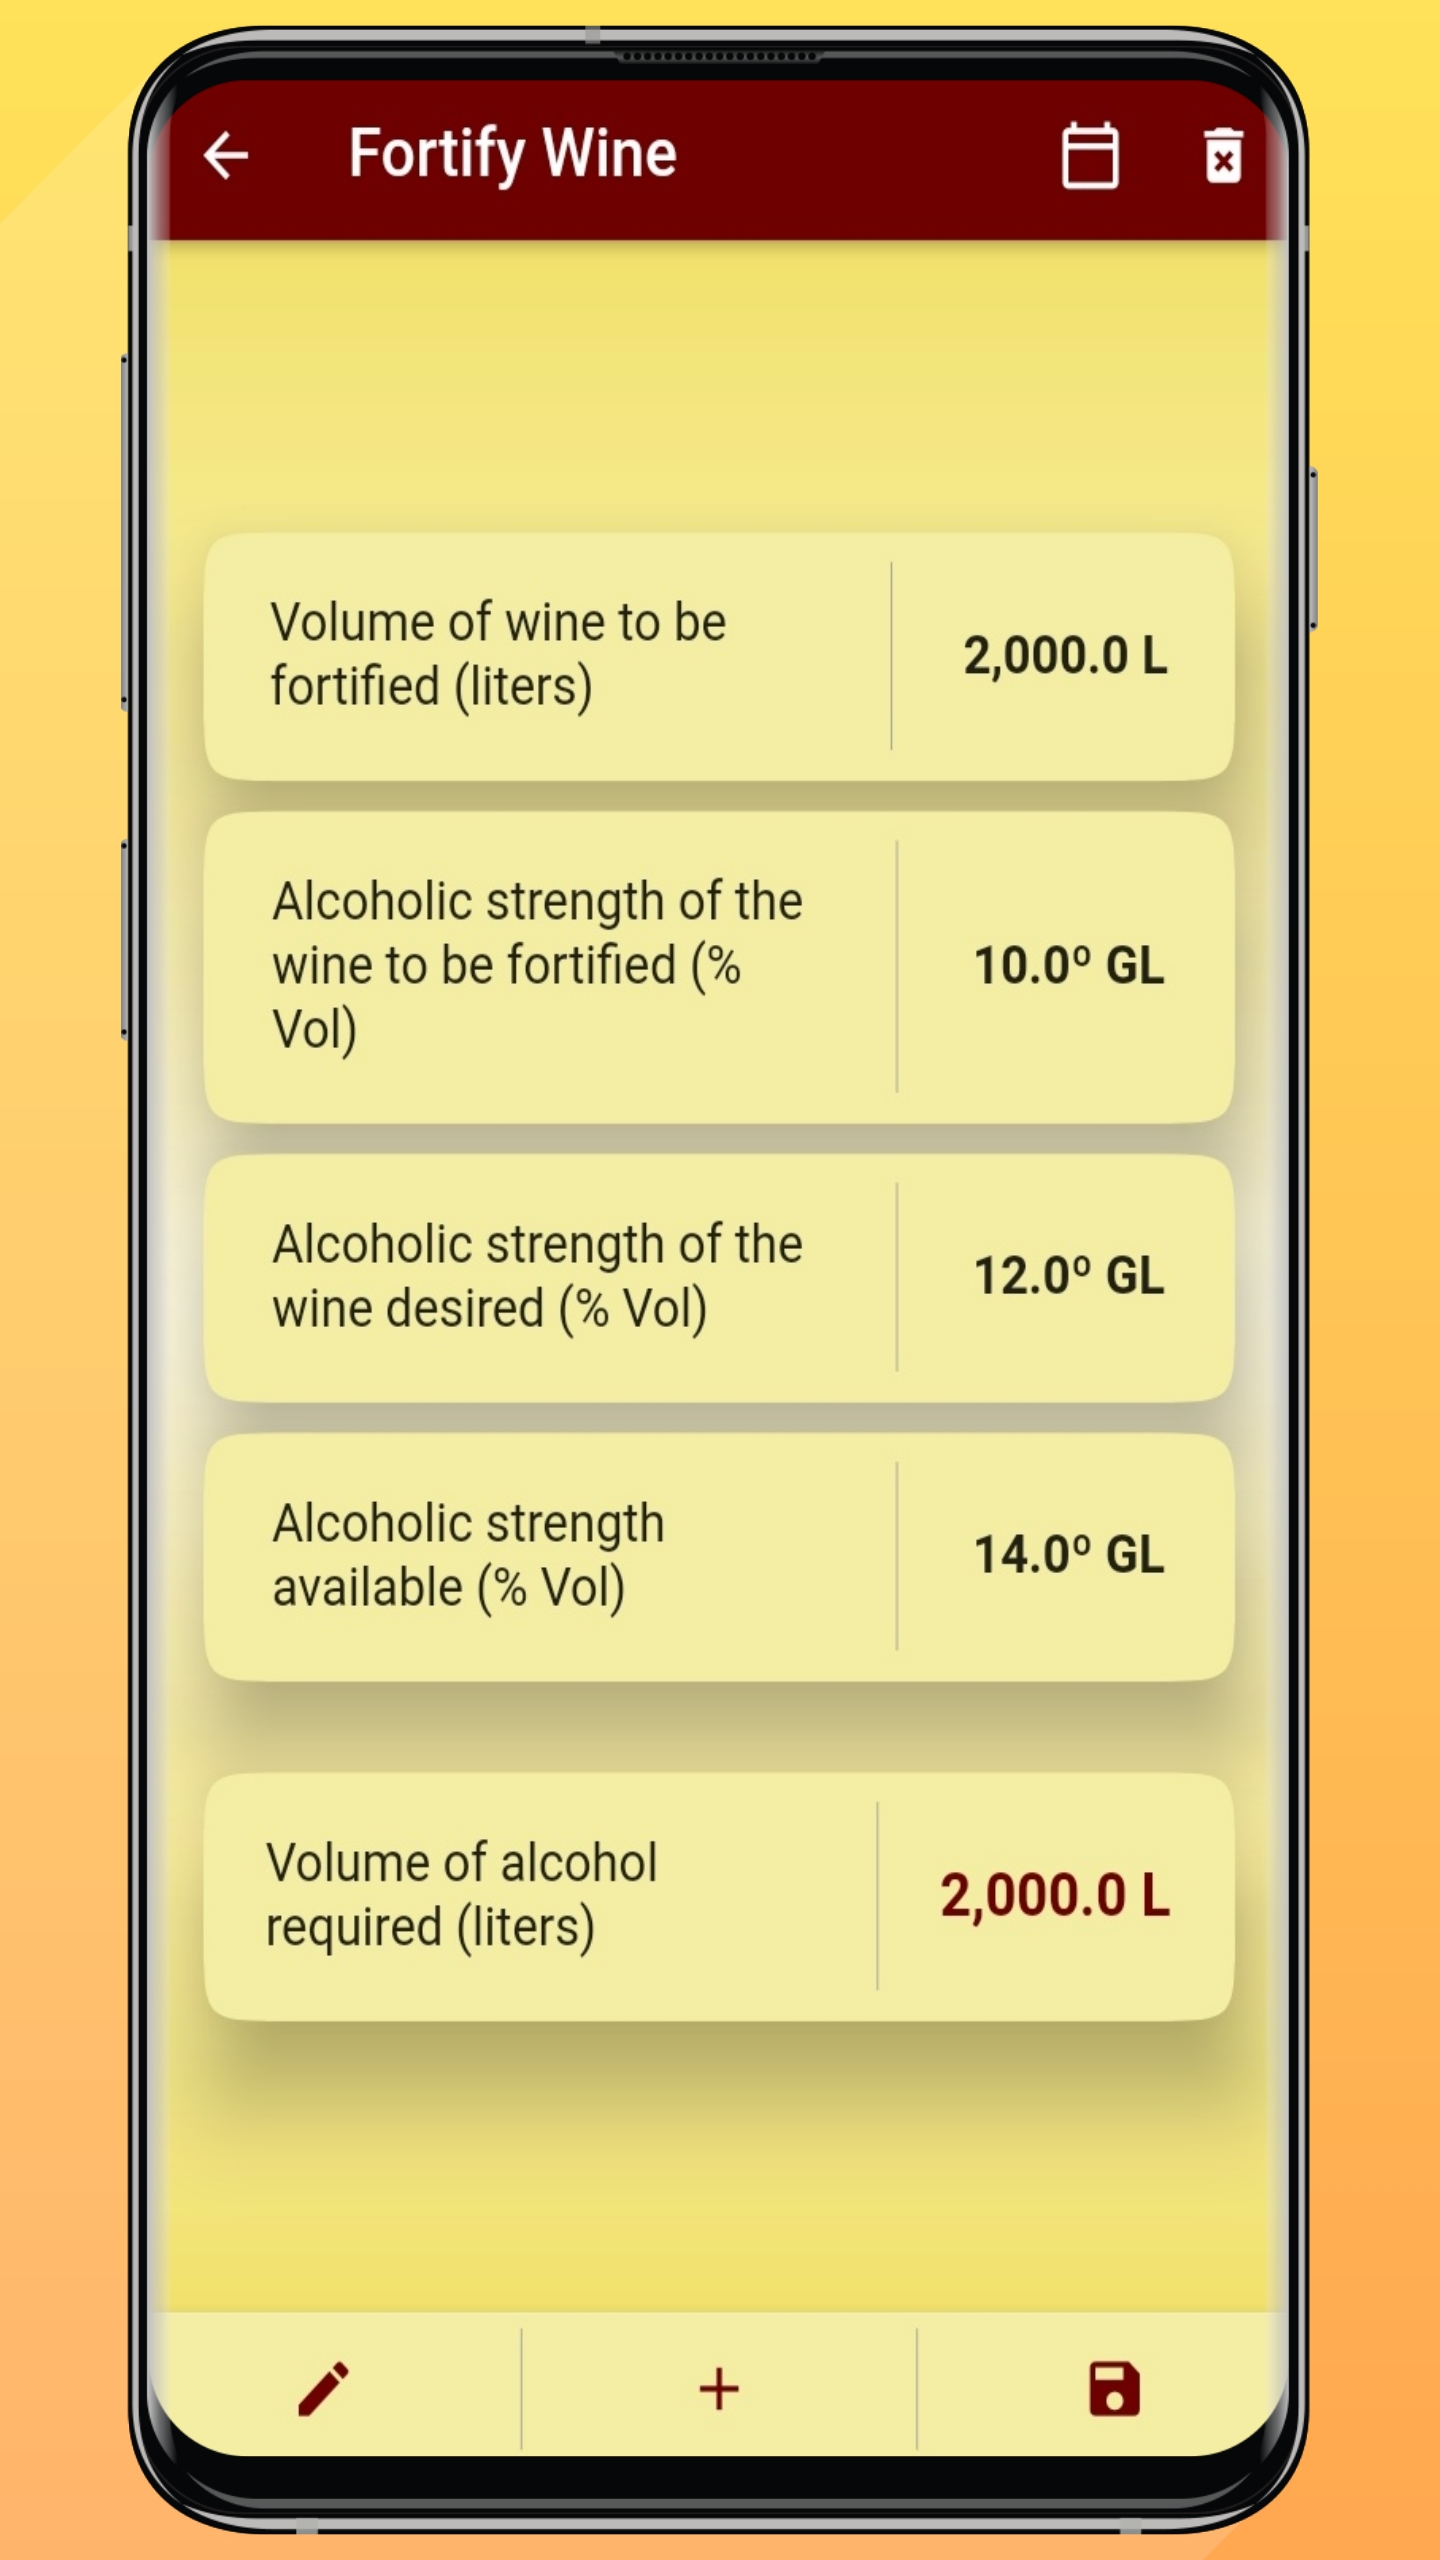 Fortify Wine
Volume of wine to be
fortified (liters)
2,000.0 L
Alcoholic strength of the
wine to be fortified (%
Vol)
10.0º GL
Alcoholic strength of the
wine desired (% Vol)
12.0º GL
Alcoholic strength
available (% Vol)
14.0º GL
Volume of alcohol
required (liters)
2,000.0 L